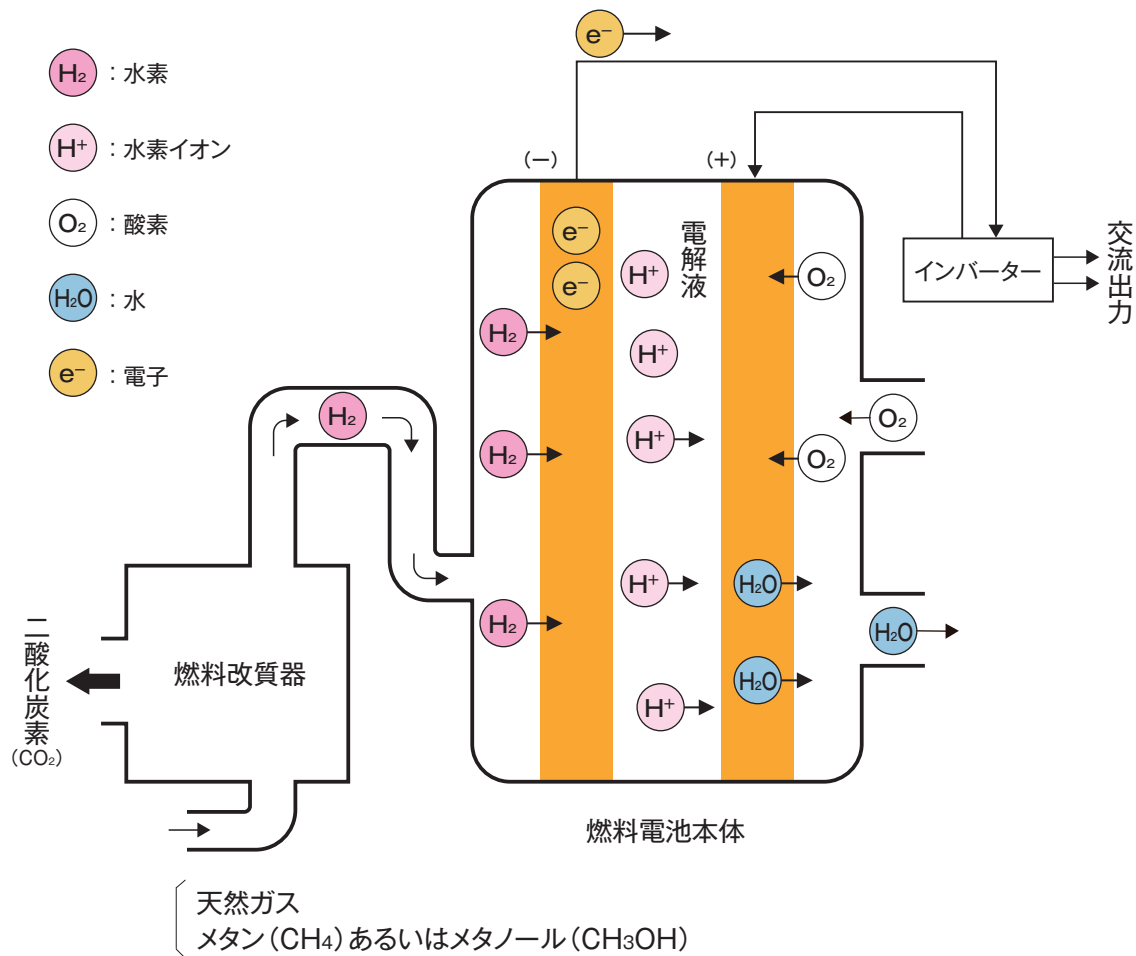 H₂ : 水素
H⁺ : 水素イオン
O₂ : 酸素
H₂O : 水
e⁻ : 電子
e⁻
(－)
(＋)
e⁻
e⁻
H⁺
電解液
O₂
インバーター
交流出力
H₂
H⁺
H₂
O₂
H₂
H⁺
O₂
H⁺
H₂O
H₂
H₂O
H₂O
H⁺
燃料改質器
二酸化炭素
(CO₂)
燃料電池本体
天然ガス
メタン(CH₄)あるいはメタノール(CH₃OH)